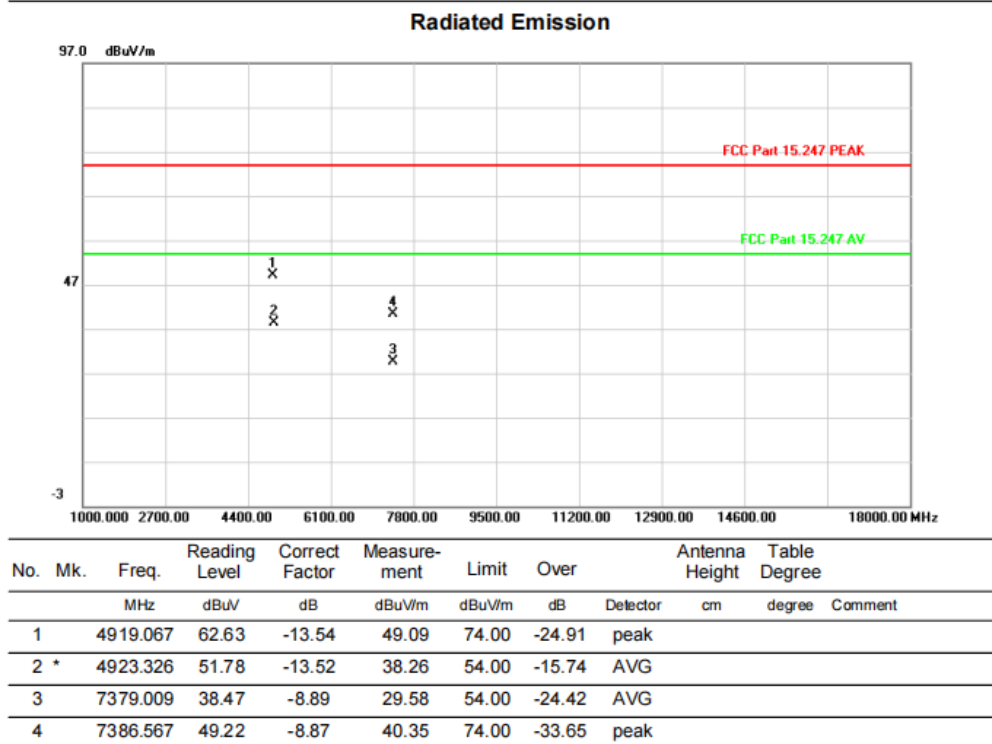 Radiated Emission
97.0 dBuV/m
FCC Part 15.247 PEAK
FCC Part 15.247 AV
1
47
2
4
3
-3
1000.000 2700.00 4400.00 6100.00 7800.00 9500.00 11200.00 12900.00 14600.00 18000.00 MHz
No. Mk. Freq. Reading Level Correct Factor Measure-ment Limit Over Antenna Height Table Degree
MHz dBuV dB dBuV/m dBuV/m dB Detector cm degree Comment
1 4919.067 62.63 -13.54 49.09 74.00 -24.91 peak
2 * 4923.326 51.78 -13.52 38.26 54.00 -15.74 AVG
3 7379.009 38.47 -8.89 29.58 54.00 -24.42 AVG
4 7386.567 49.22 -8.87 40.35 74.00 -33.65 peak